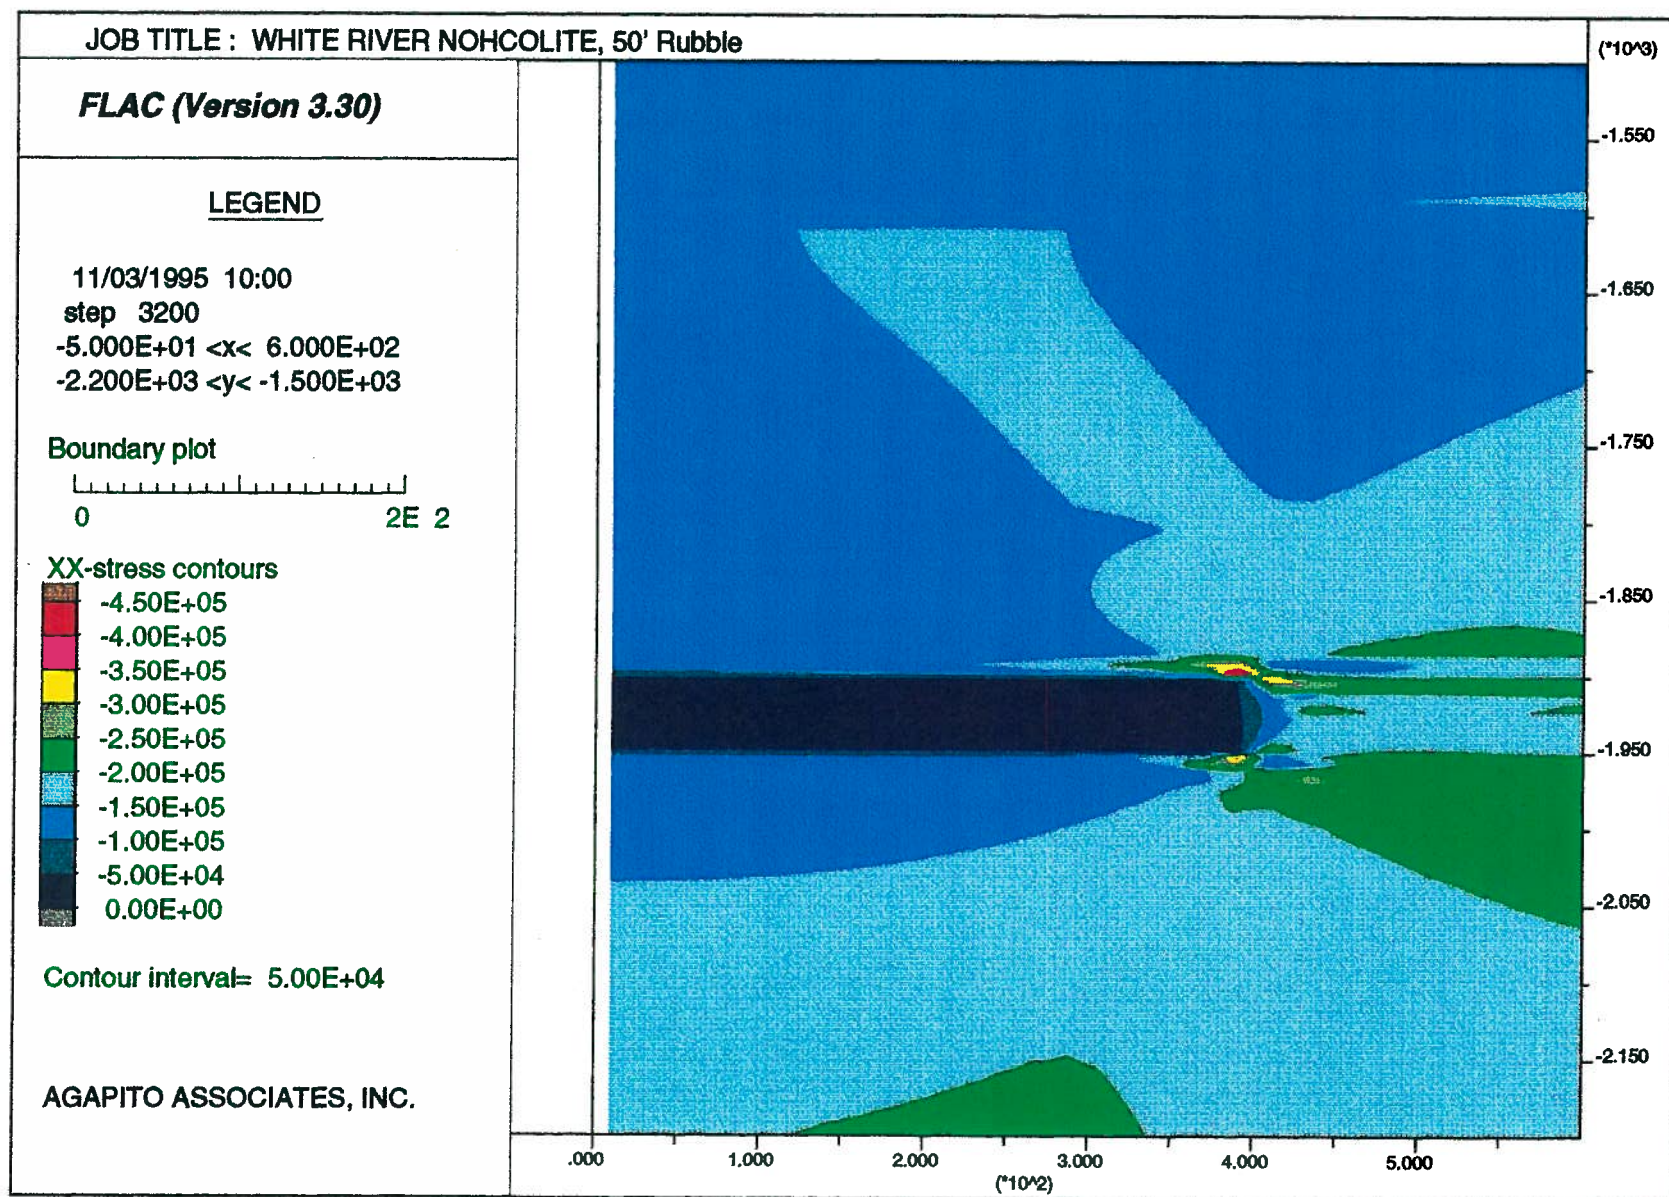 JOB TITLE : WHITE RIVER NOHCOLITE, 50' Rubble
FLAC (Version 3.30)
LEGEND
11/03/1995 10:00
step 3200
-5.000E+01 <x< 6.000E+02
-2.200E+03 <y< -1.500E+03
Boundary plot
0 2E 2
XX-stress contours
-4.50E+05
-4.00E+05
-3.50E+05
-3.00E+05
-2.50E+05
-2.00E+05
-1.50E+05
-1.00E+05
-5.00E+04
0.00E+00
Contour interval= 5.00E+04
AGAPITO ASSOCIATES, INC.
(*10^3)
-1.550
-1.650
-1.750
-1.850
-1.950
-2.050
-2.150
.000 1.000 2.000 3.000 4.000 5.000
(*10^2)